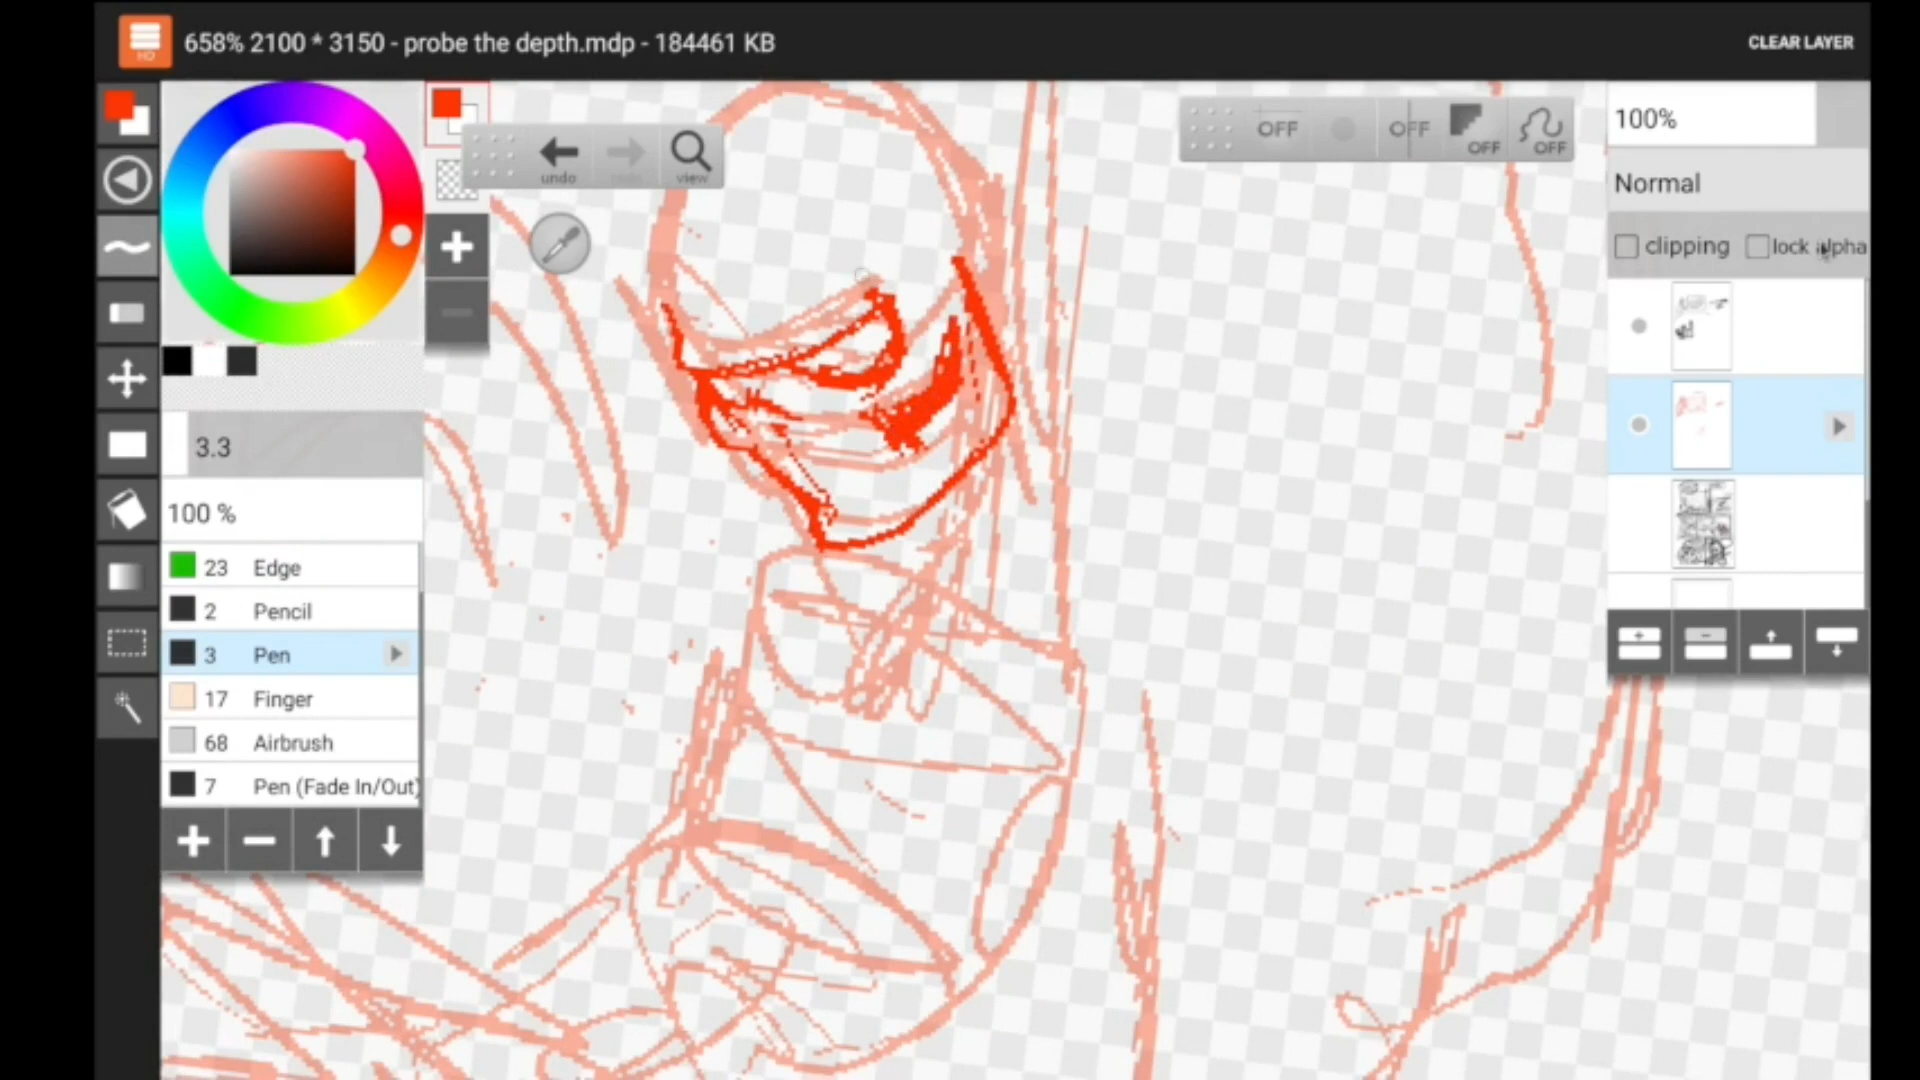 658% 2100 * 3150 - probe the depth.mdp - 184461 KB
CLEAR LAYER
HD
undo
view
OFF
OFF
OFF
OFF
100%
Normal
clipping
lock alpha
3.3
100 %
23 Edge
2 Pencil
3 Pen
17 Finger
68 Airbrush
7 Pen (Fade In/Out)